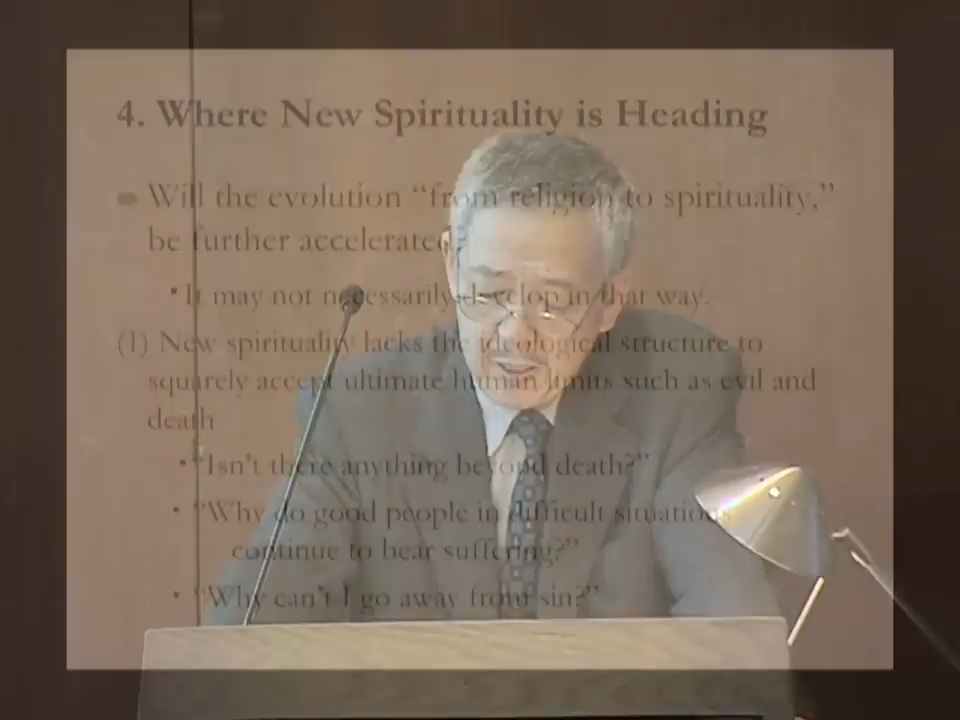 4. Where New Spirituality is Heading
Will the evolution “from religion to spirituality,”
be further accelerated?
• It may not necessarily develop in that way.
(1) New spirituality lacks the ideological structure to
squarely accept ultimate human limits such as evil and
death
• “Isn’t there anything beyond death?”
• “Why do good people in difficult situations
continue to bear suffering?”
• “Why can’t I go away from sin?”